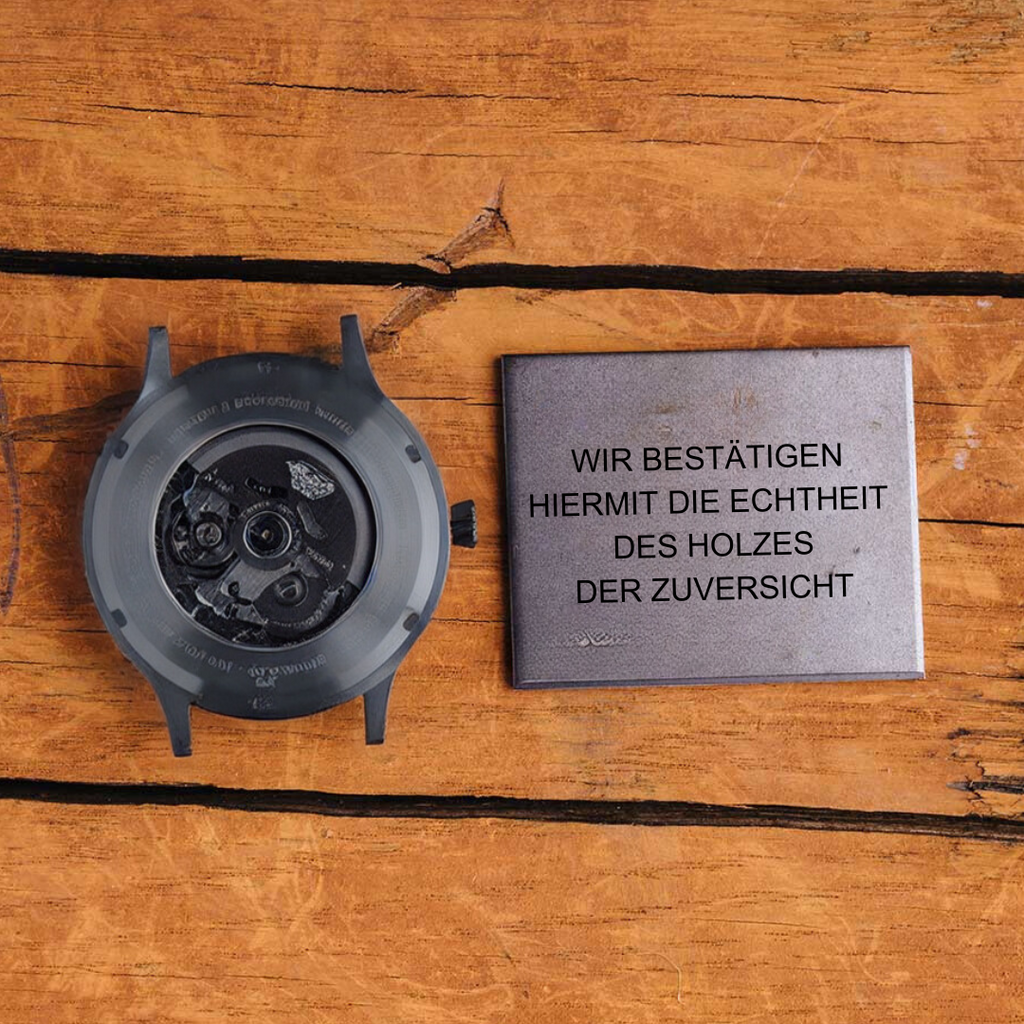 WIR BESTÄTIGEN
HIERMIT DIE ECHTHEIT
DES HOLZES
DER ZUVERSICHT